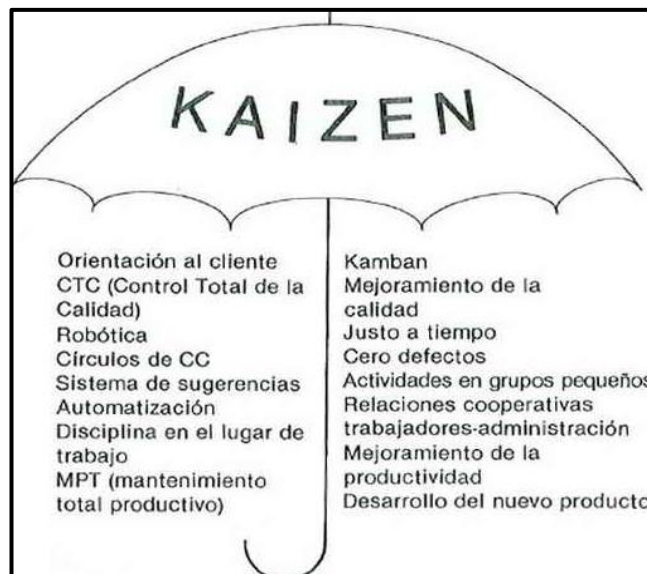 KAIZEN
Orientación al cliente
CTC (Control Total de la
Calidad)
Robótica
Círculos de CC
Sistema de sugerencias
Automatización
Disciplina en el lugar de
trabajo
MPT (mantenimiento
total productivo)
Kamban
Mejoramiento de la
calidad
Justo a tiempo
Cero defectos
Actividades en grupos pequeños
Relaciones cooperativas
trabajadores-administración
Mejoramiento de la
productividad
Desarrollo del nuevo producto